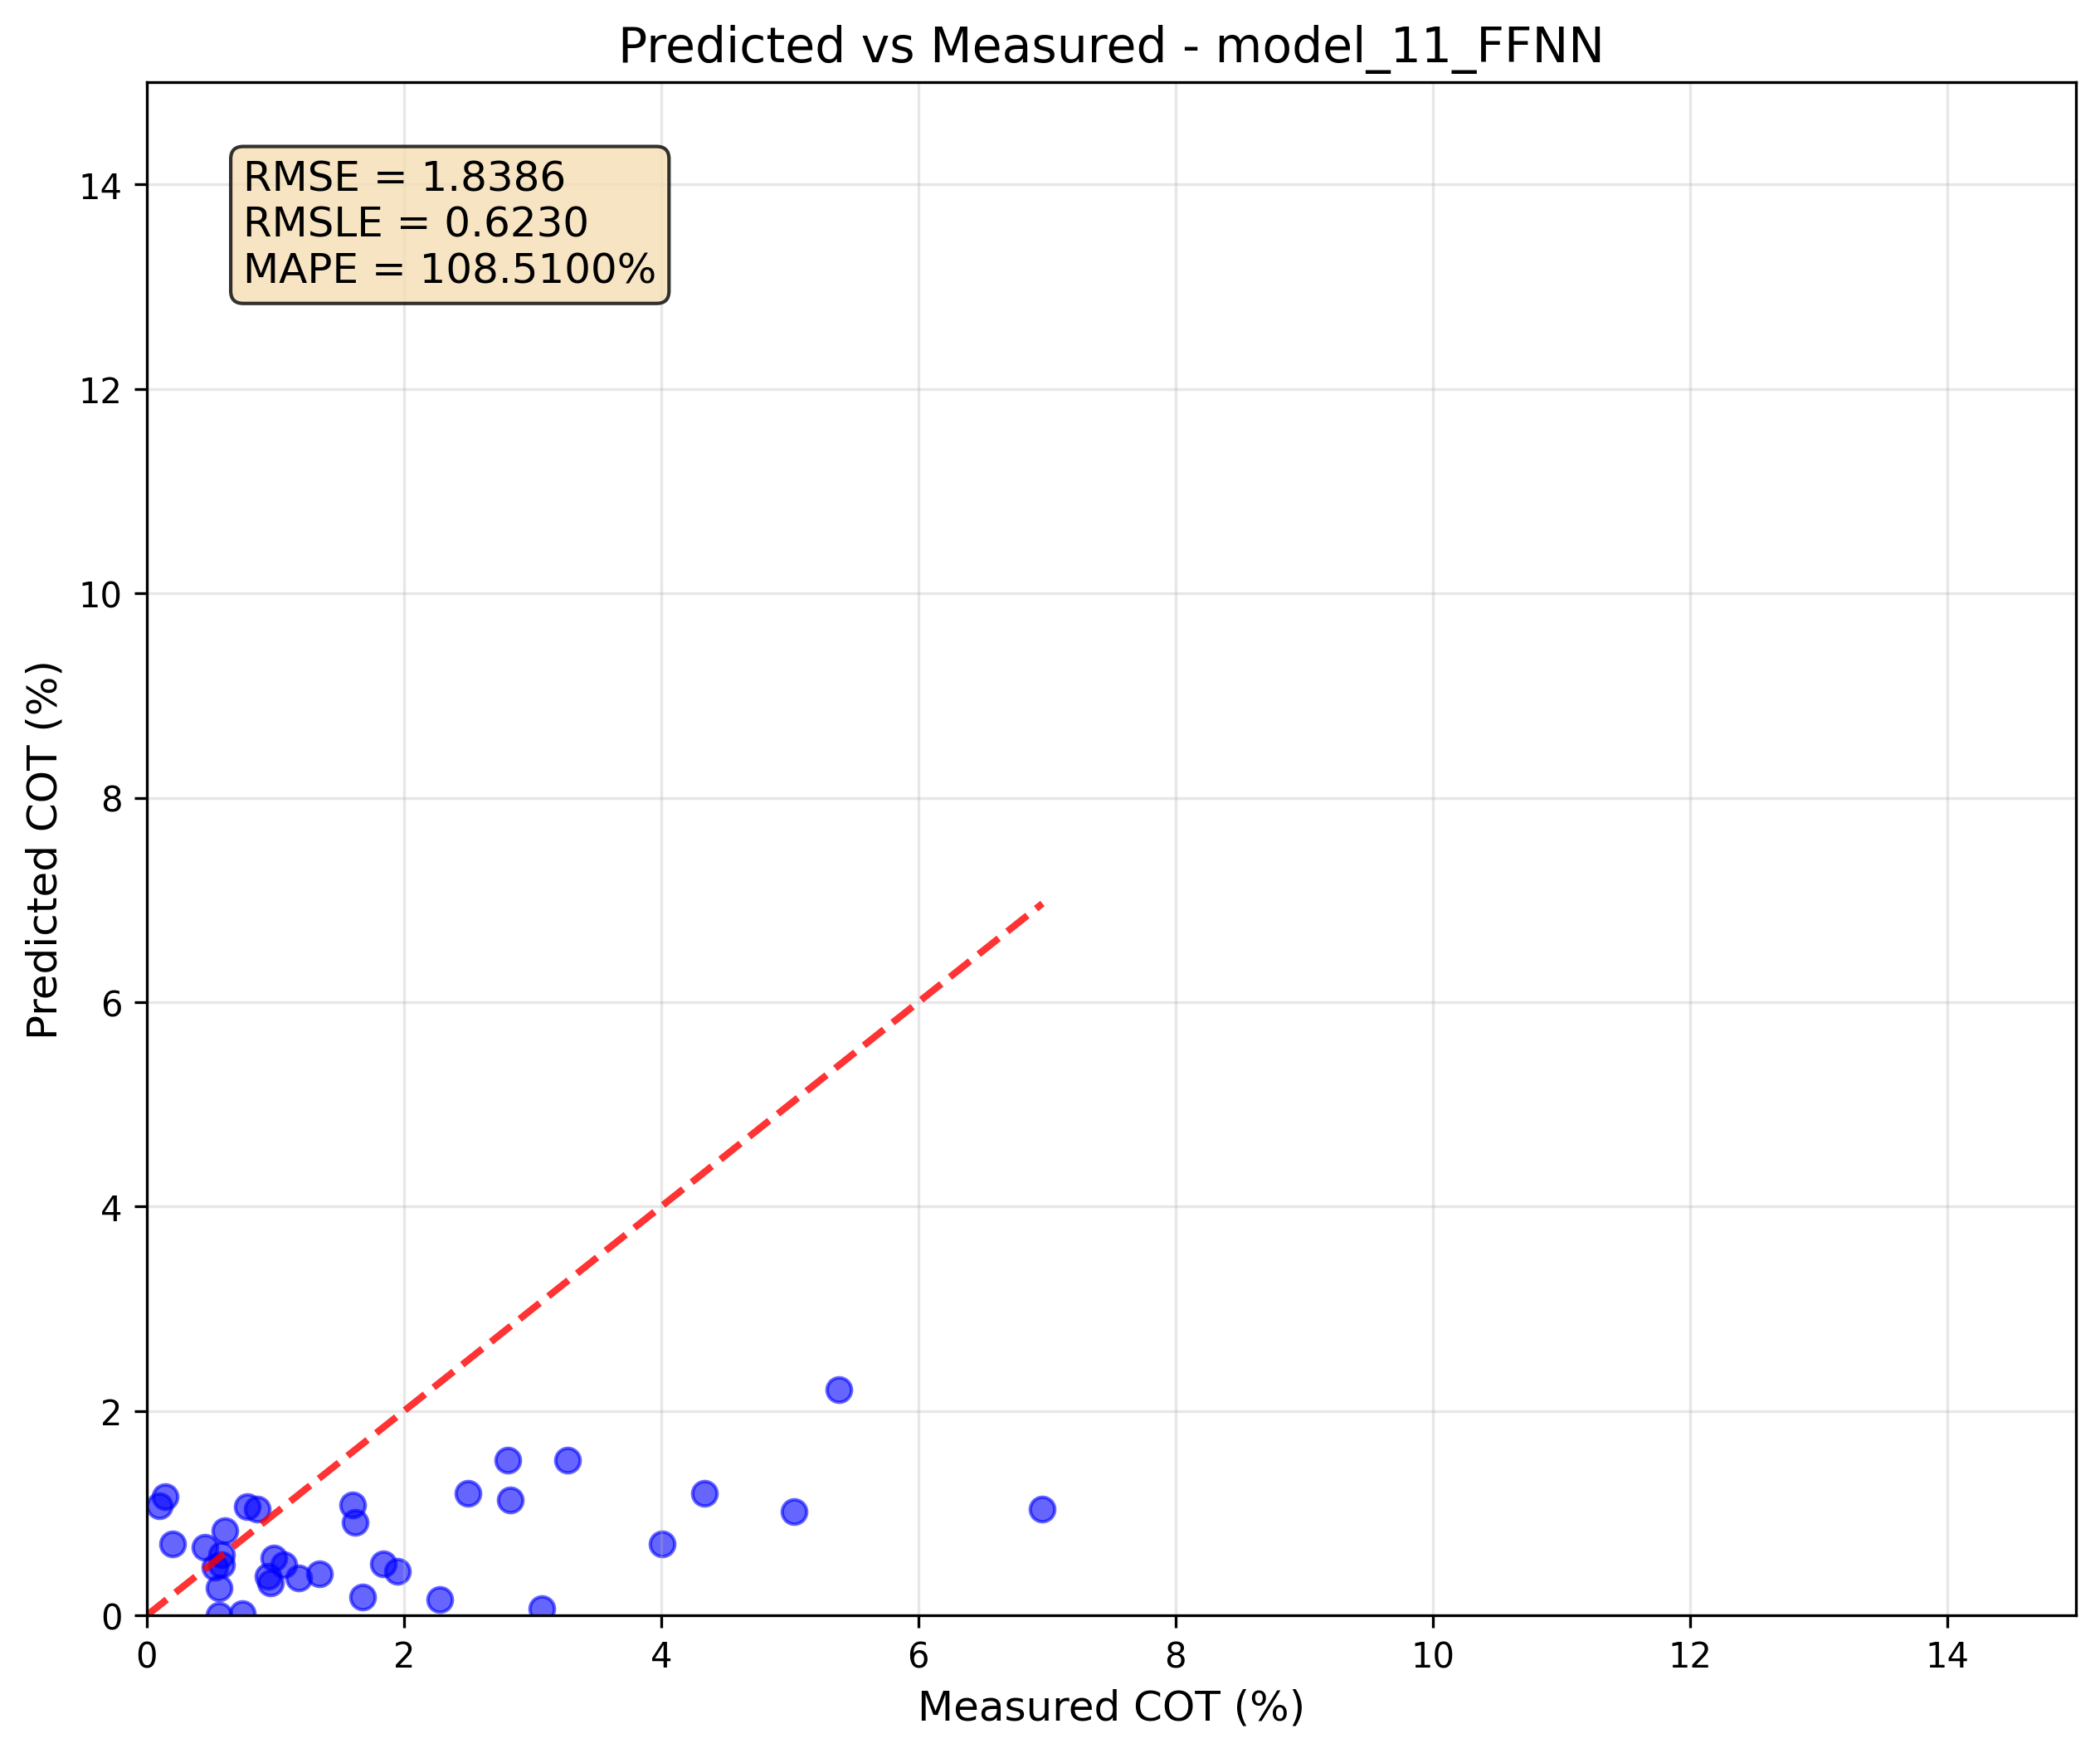 Predicted vs Measured - model_11_FFNN
RMSE = 1.8386
RMSLE = 0.6230
MAPE = 108.5100%
Predicted COT (%)
14
12
10
8
6
4
2
0
0 2 4 6 8 10 12 14
Measured COT (%)